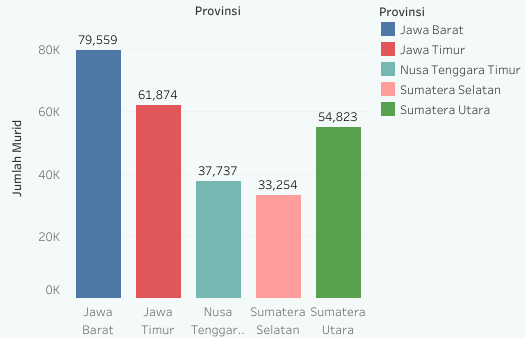 Provinsi
Provinsi
Jawa Barat
Jawa Timur
Nusa Tenggara Timur
Sumatera Selatan
Sumatera Utara
Jumlah Murid
80K
60K
40K
20K
0K
79,559
61,874
37,737
33,254
54,823
Jawa Barat
Jawa Timur
Nusa Tenggar..
Sumatera Selatan
Sumatera Utara